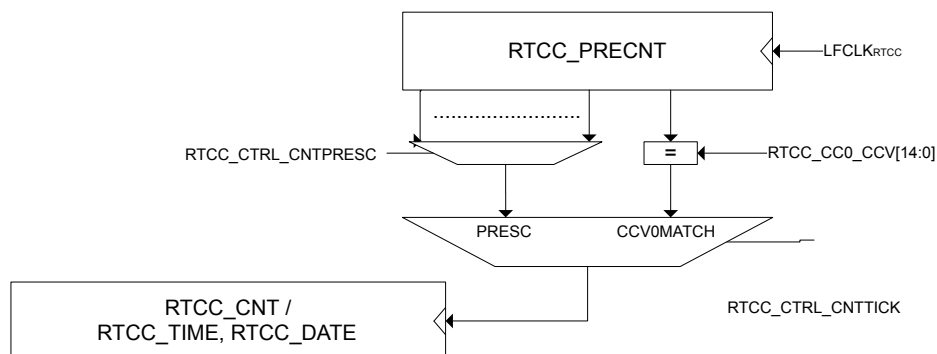 RTCC_PRECNT
LFCLKRTCC
RTCC_CTRL_CNTPRESC
=
RTCC_CC0_CCV[14:0]
PRESC
CCV0MATCH
RTCC_CNT /
RTCC_TIME, RTCC_DATE
RTCC_CTRL_CNTTICK